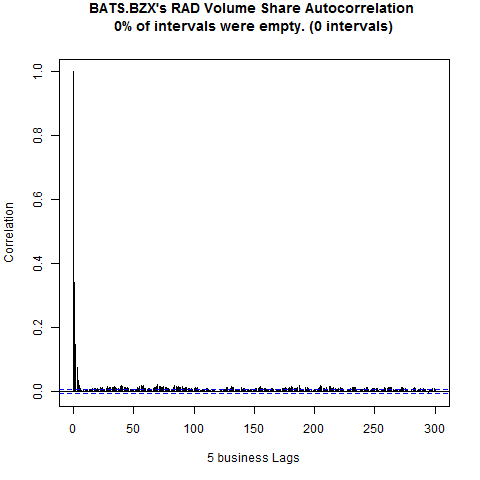 BATS.BZX's RAD Volume Share Autocorrelation
0% of intervals were empty. (0 intervals)
Correlation
1.0
0.8
0.6
0.4
0.2
0.0
0 50 100 150 200 250 300
5 business Lags